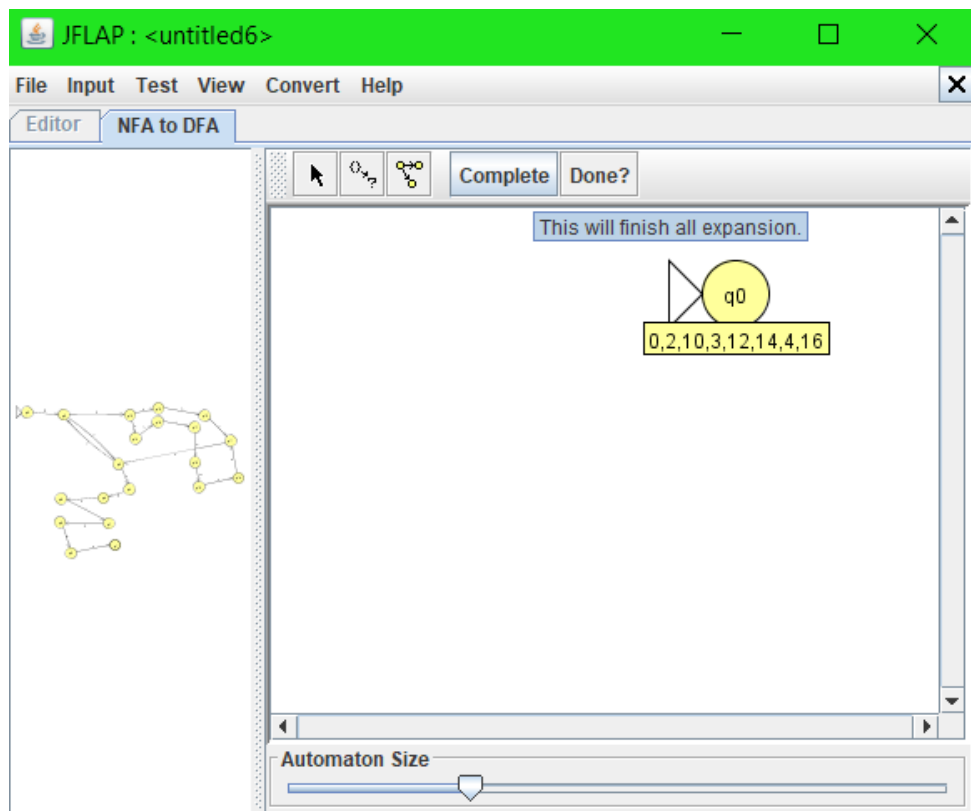 JFLAP : <untitled6>
File Input Test View Convert Help
Editor NFA to DFA
Complete Done?
This will finish all expansion.
q0
0,2,10,3,12,14,4,16
Automaton Size